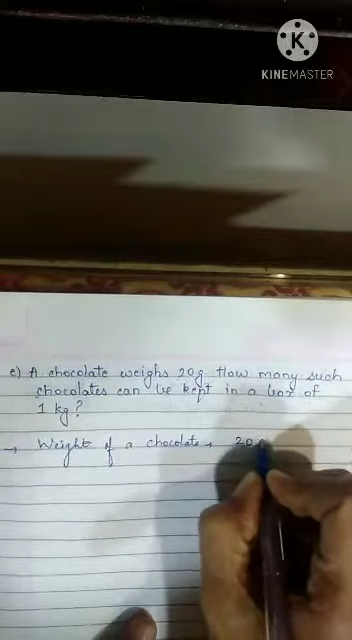 KINEMASTER
e) A chocolate weighs 20g. How many such
chocolates can be kept in a box of
1 kg?
→ Weight of a chocolate → 20